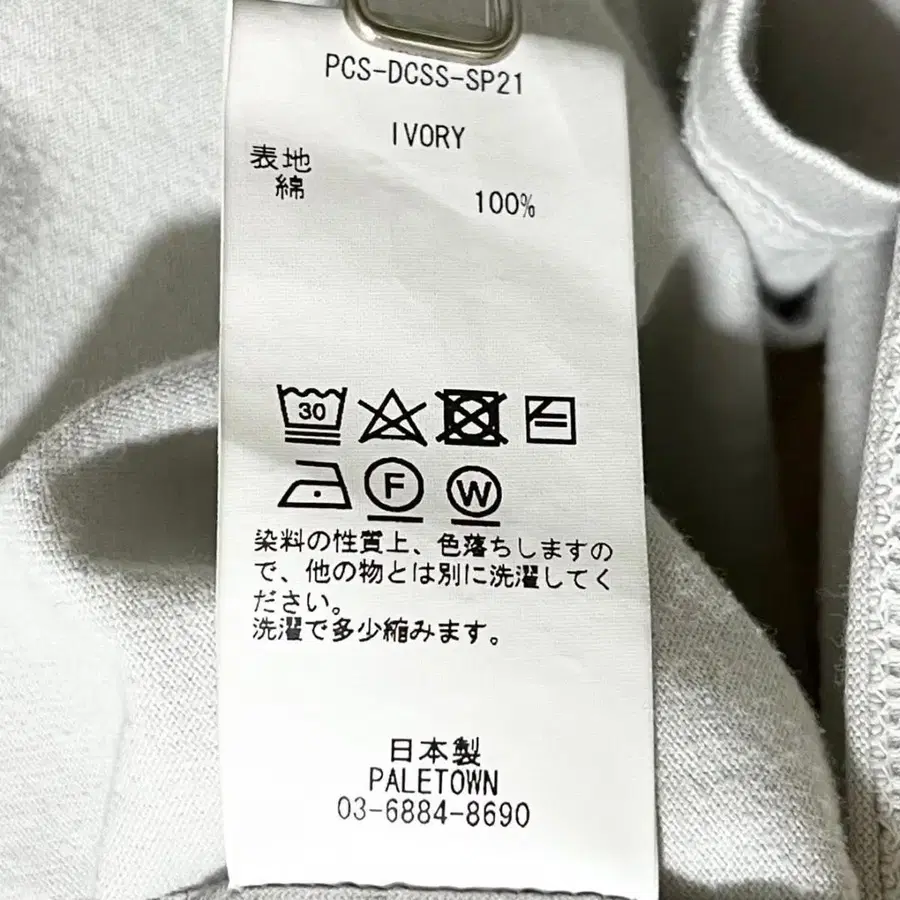 PCS-DCSS-SP21
IVORY
表地
綿 100%
30
F W
染料の性質上、色落ちしますの
で、他の物とは別に洗濯してく
ださい。
洗濯で多少縮みます。
日本製
PALETOWN
03-6884-8690